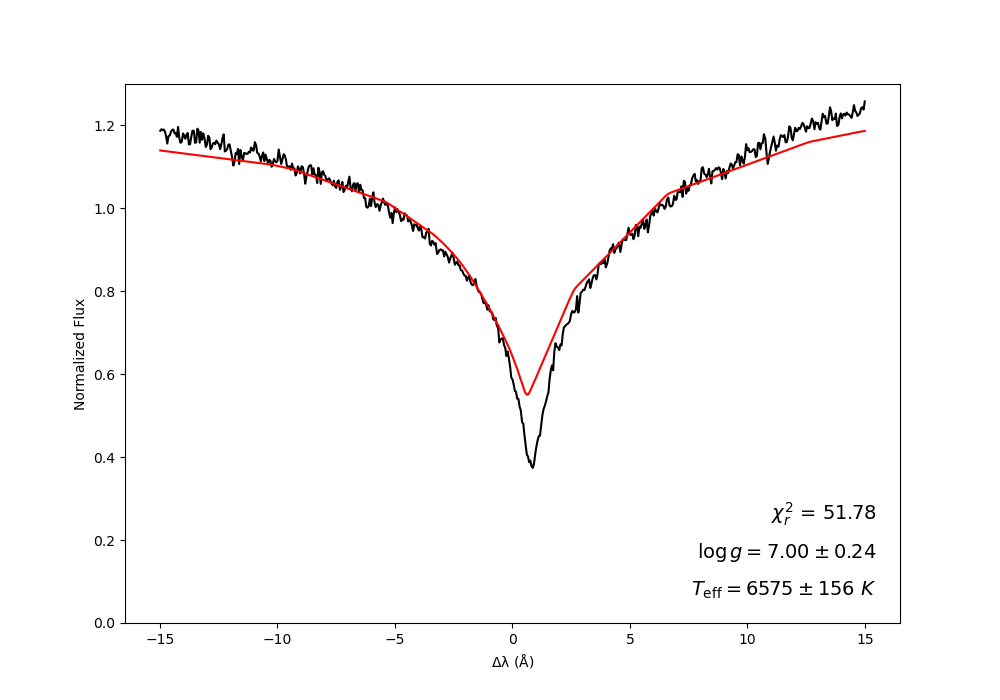 1.2
1.0
0.8
0.6
0.4
0.2
0.0
Normalized Flux
χ²ᵣ = 51.78
log g = 7.00 ± 0.24
T_eff = 6575 ± 156 K
−15 −10 −5 0 5 10 15
Δλ (Å)